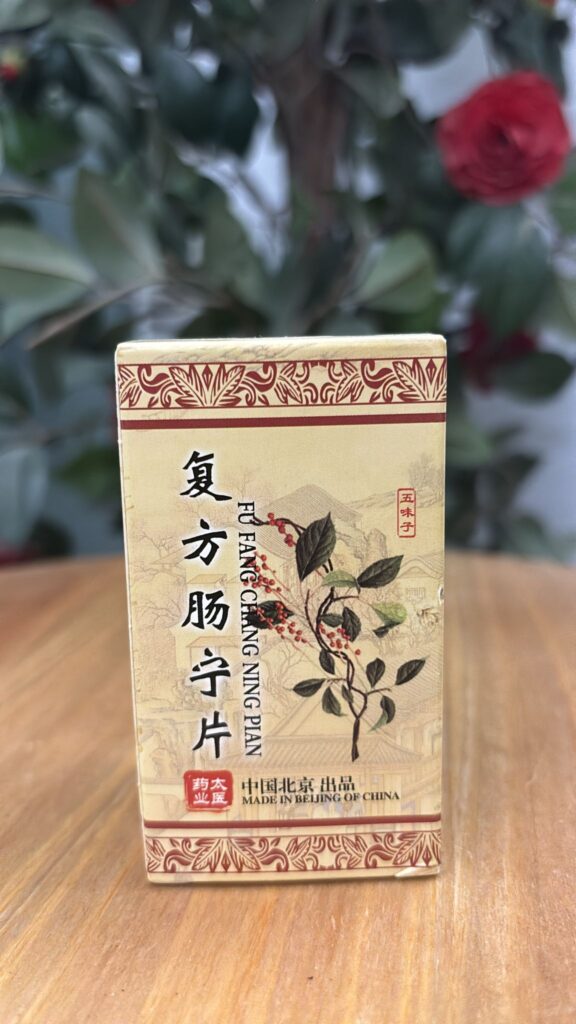 复方肠宁片
FU FANG CHANG NING PIAN
五味子
太医
药业
中国北京 出品
MADE IN BEIJING OF CHINA